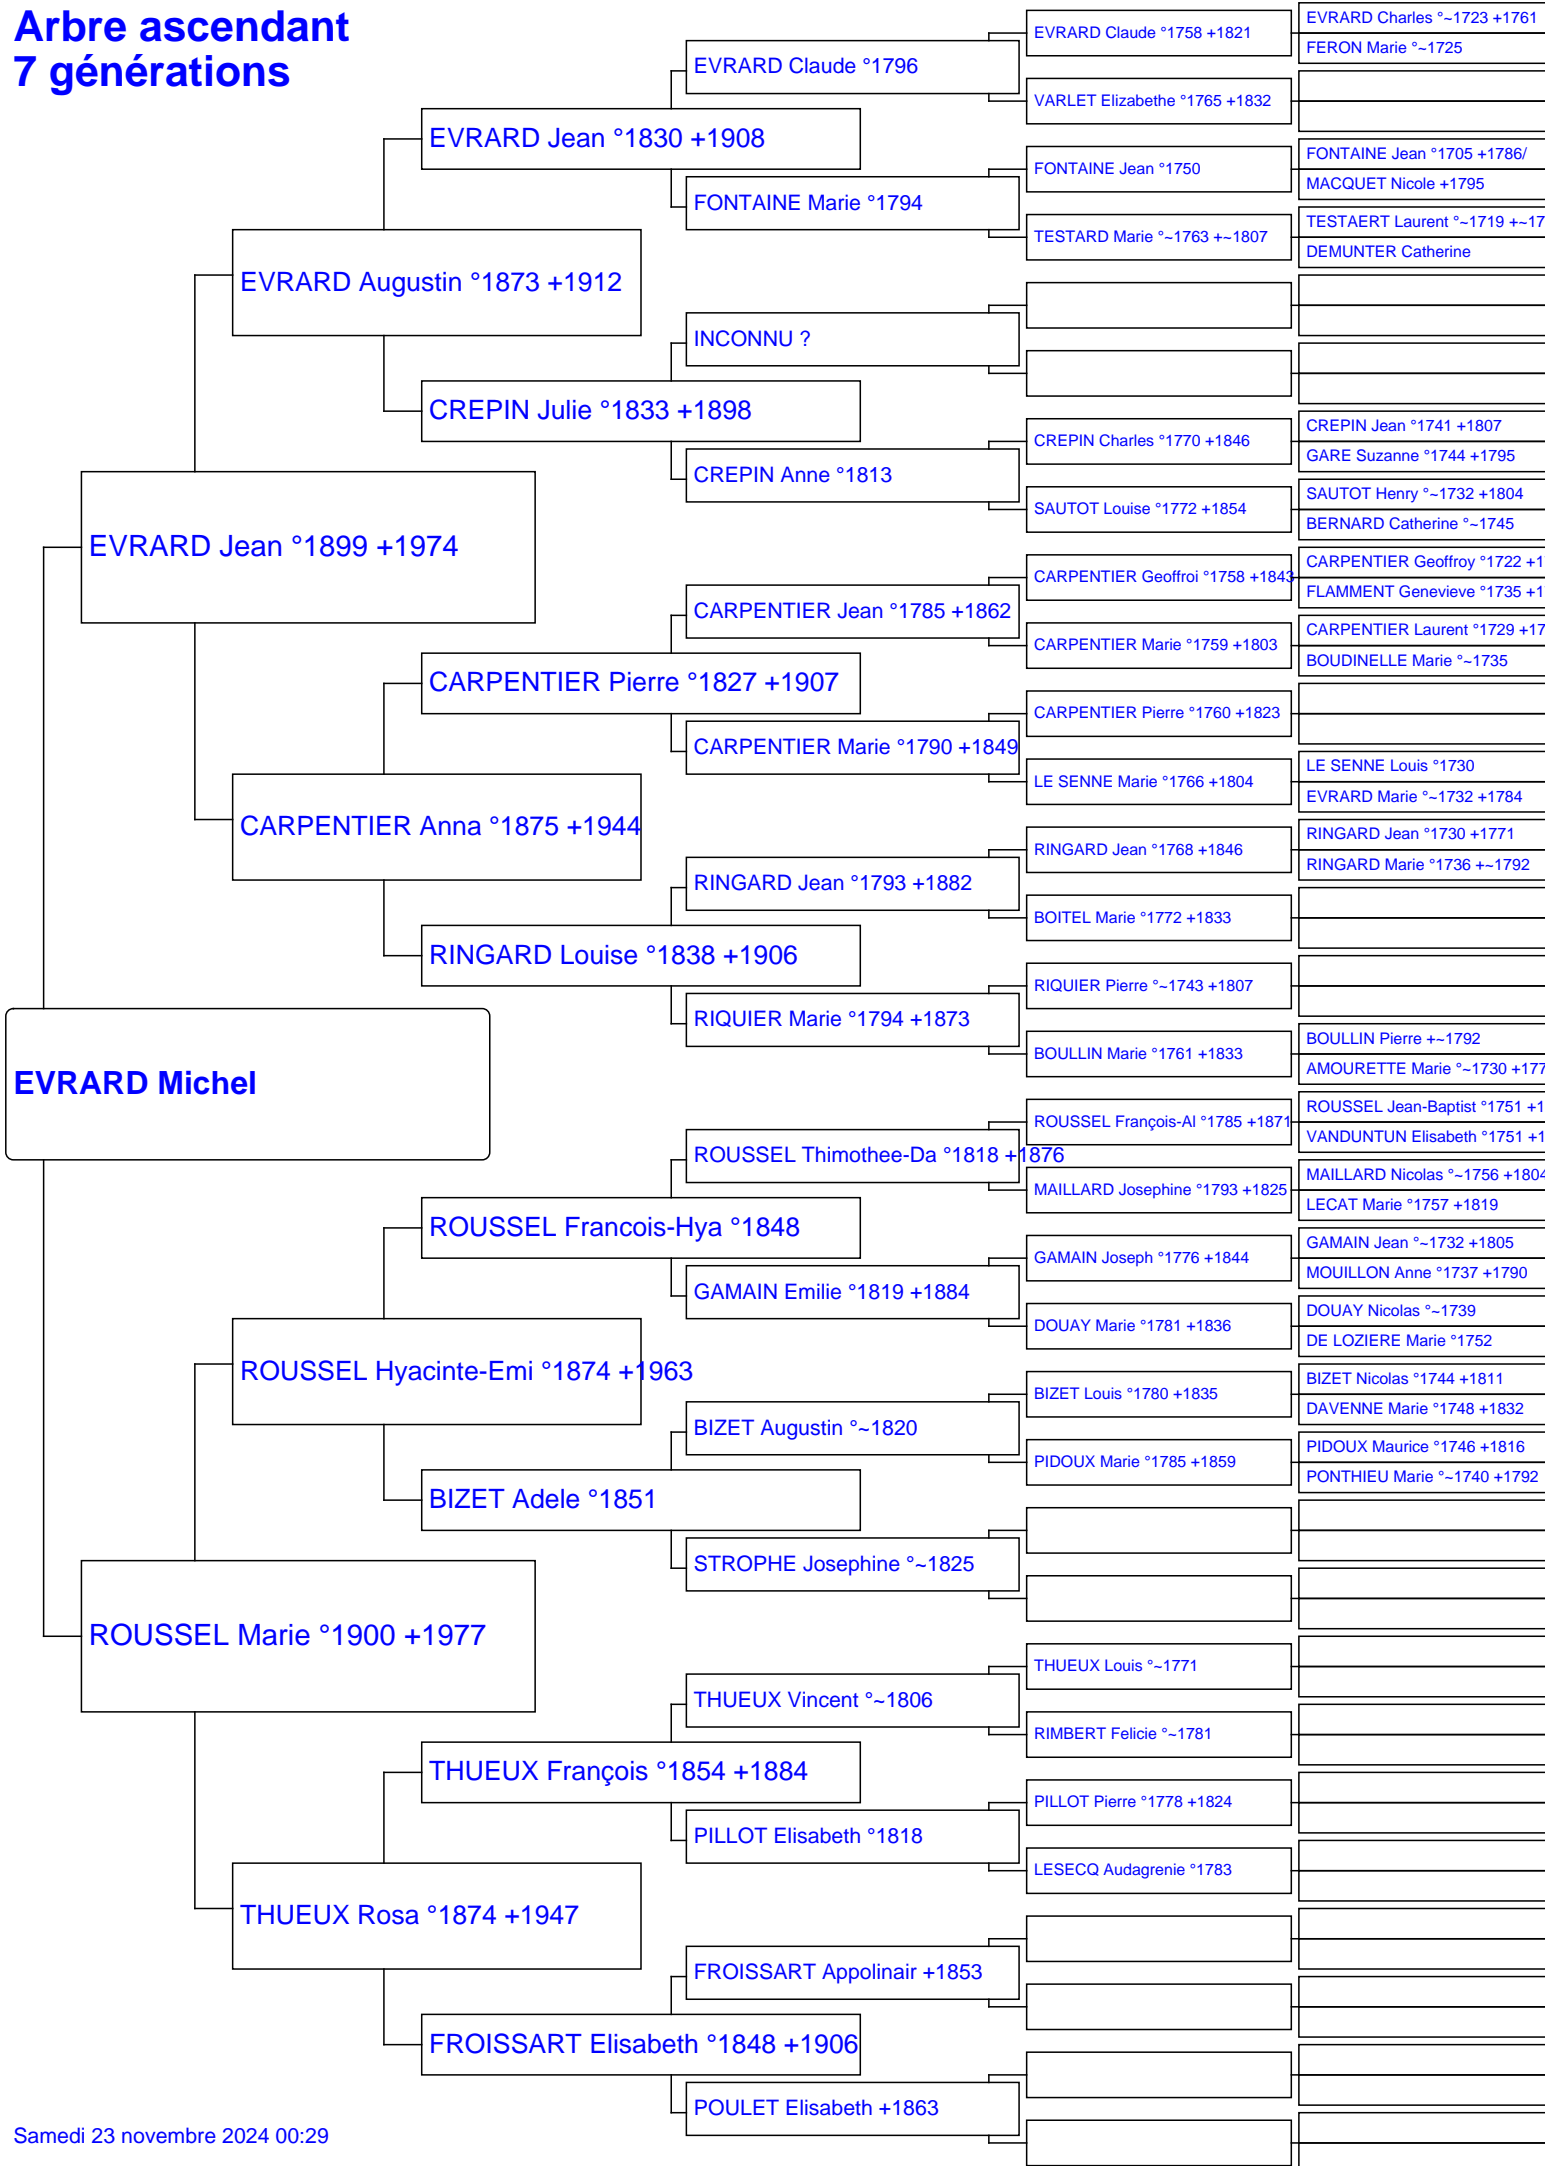 Arbre ascendant
7 générations
EVRARD Michel
EVRARD Jean °1899 +1974
ROUSSEL Marie °1900 +1977
EVRARD Augustin °1873 +1912
CARPENTIER Anna °1875 +1944
ROUSSEL Hyacinte-Emi °1874 +1963
THUEUX Rosa °1874 +1947
EVRARD Jean °1830 +1908
CREPIN Julie °1833 +1898
CARPENTIER Pierre °1827 +1907
RINGARD Louise °1838 +1906
ROUSSEL Francois-Hya °1848
BIZET Adele °1851
THUEUX François °1854 +1884
FROISSART Elisabeth °1848 +1906
EVRARD Claude °1796
FONTAINE Marie °1794
INCONNU ?
CREPIN Anne °1813
CARPENTIER Jean °1785 +1862
CARPENTIER Marie °1790 +1849
RINGARD Jean °1793 +1882
RIQUIER Marie °1794 +1873
ROUSSEL Thimothee-Da °1818 +1876
GAMAIN Emilie °1819 +1884
BIZET Augustin °~1820
STROPHE Josephine °~1825
THUEUX Vincent °~1806
PILLOT Elisabeth °1818
FROISSART Appolinair +1853
POULET Elisabeth +1863
EVRARD Claude °1758 +1821
VARLET Elizabethe °1765 +1832
FONTAINE Jean °1750
TESTARD Marie °~1763 +~1807
CREPIN Charles °1770 +1846
SAUTOT Louise °1772 +1854
CARPENTIER Geoffroi °1758 +1843
CARPENTIER Marie °1759 +1803
CARPENTIER Pierre °1760 +1823
LE SENNE Marie °1766 +1804
RINGARD Jean °1768 +1846
BOITEL Marie °1772 +1833
RIQUIER Pierre °~1743 +1807
BOULLIN Marie °1761 +1833
ROUSSEL François-Al °1785 +1871
MAILLARD Josephine °1793 +1825
GAMAIN Joseph °1776 +1844
DOUAY Marie °1781 +1836
BIZET Louis °1780 +1835
PIDOUX Marie °1785 +1859
THUEUX Louis °~1771
RIMBERT Felicie °~1781
PILLOT Pierre °1778 +1824
LESECQ Audagrenie °1783
EVRARD Charles °~1723 +1761
FERON Marie °~1725
FONTAINE Jean °1705 +1786/
MACQUET Nicole +1795
TESTAERT Laurent °~1719 +~17
DEMUNTER Catherine
CREPIN Jean °1741 +1807
GARE Suzanne °1744 +1795
SAUTOT Henry °~1732 +1804
BERNARD Catherine °~1745
CARPENTIER Geoffroy °1722 +1
FLAMMENT Genevieve °1735 +1
CARPENTIER Laurent °1729 +17
BOUDINELLE Marie °~1735
LE SENNE Louis °1730
EVRARD Marie °~1732 +1784
RINGARD Jean °1730 +1771
RINGARD Marie °1736 +~1792
BOULLIN Pierre +~1792
AMOURETTE Marie °~1730 +177
ROUSSEL Jean-Baptist °1751 +1
VANDUNTUN Elisabeth °1751 +1
MAILLARD Nicolas °~1756 +1804
LECAT Marie °1757 +1819
GAMAIN Jean °~1732 +1805
MOUILLON Anne °1737 +1790
DOUAY Nicolas °~1739
DE LOZIERE Marie °1752
BIZET Nicolas °1744 +1811
DAVENNE Marie °1748 +1832
PIDOUX Maurice °1746 +1816
PONTHIEU Marie °~1740 +1792
Samedi 23 novembre 2024 00:29